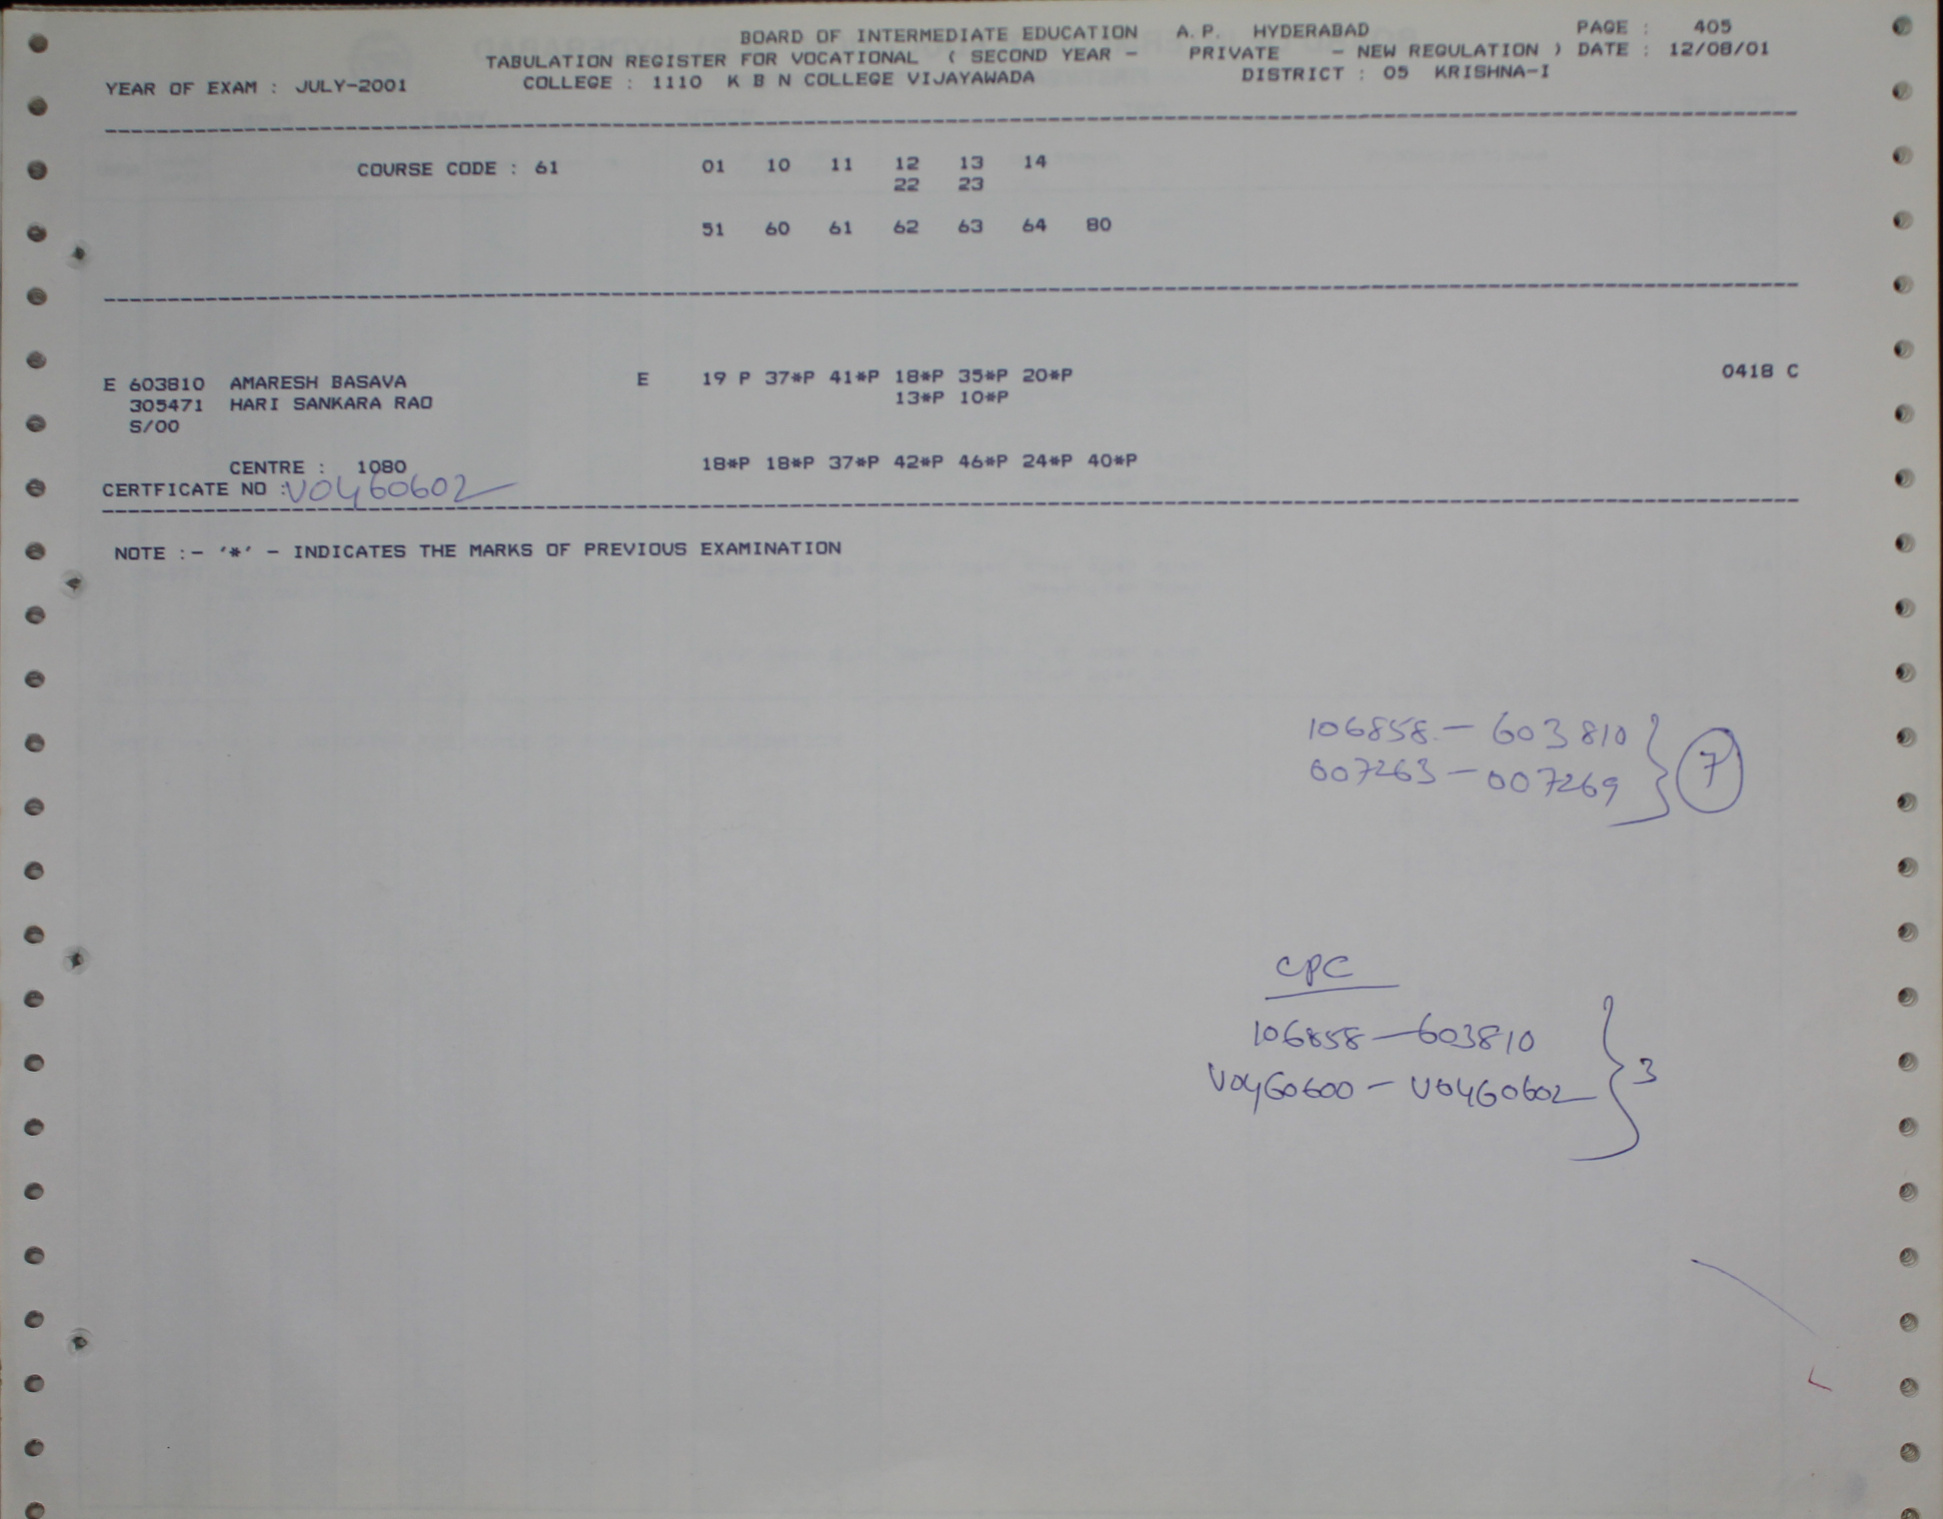 BOARD OF INTERMEDIATE EDUCATION A.P. HYDERABAD PAGE : 405
TABULATION REGISTER FOR VOCATIONAL ( SECOND YEAR - PRIVATE - NEW REGULATION ) DATE : 12/08/01
YEAR OF EXAM : JULY-2001 COLLEGE : 1110 K B N COLLEGE VIJAYAWADA DISTRICT : 05 KRISHNA-I
COURSE CODE : 61 01 10 11 12 13 14
22 23
51 60 61 62 63 64 80
E 603810 AMARESH BASAVA E 19 P 37*P 41*P 18*P 35*P 20*P 0418 C
305471 HARI SANKARA RAO 13*P 10*P
S/00
CENTRE : 1080 18*P 18*P 37*P 42*P 46*P 24*P 40*P
CERTFICATE NO :V0460602
NOTE :- '*' - INDICATES THE MARKS OF PREVIOUS EXAMINATION
106858 - 603810
007263 - 007269 } 7
CPC
106858 - 603810
V0460600 - V0460602 } 3